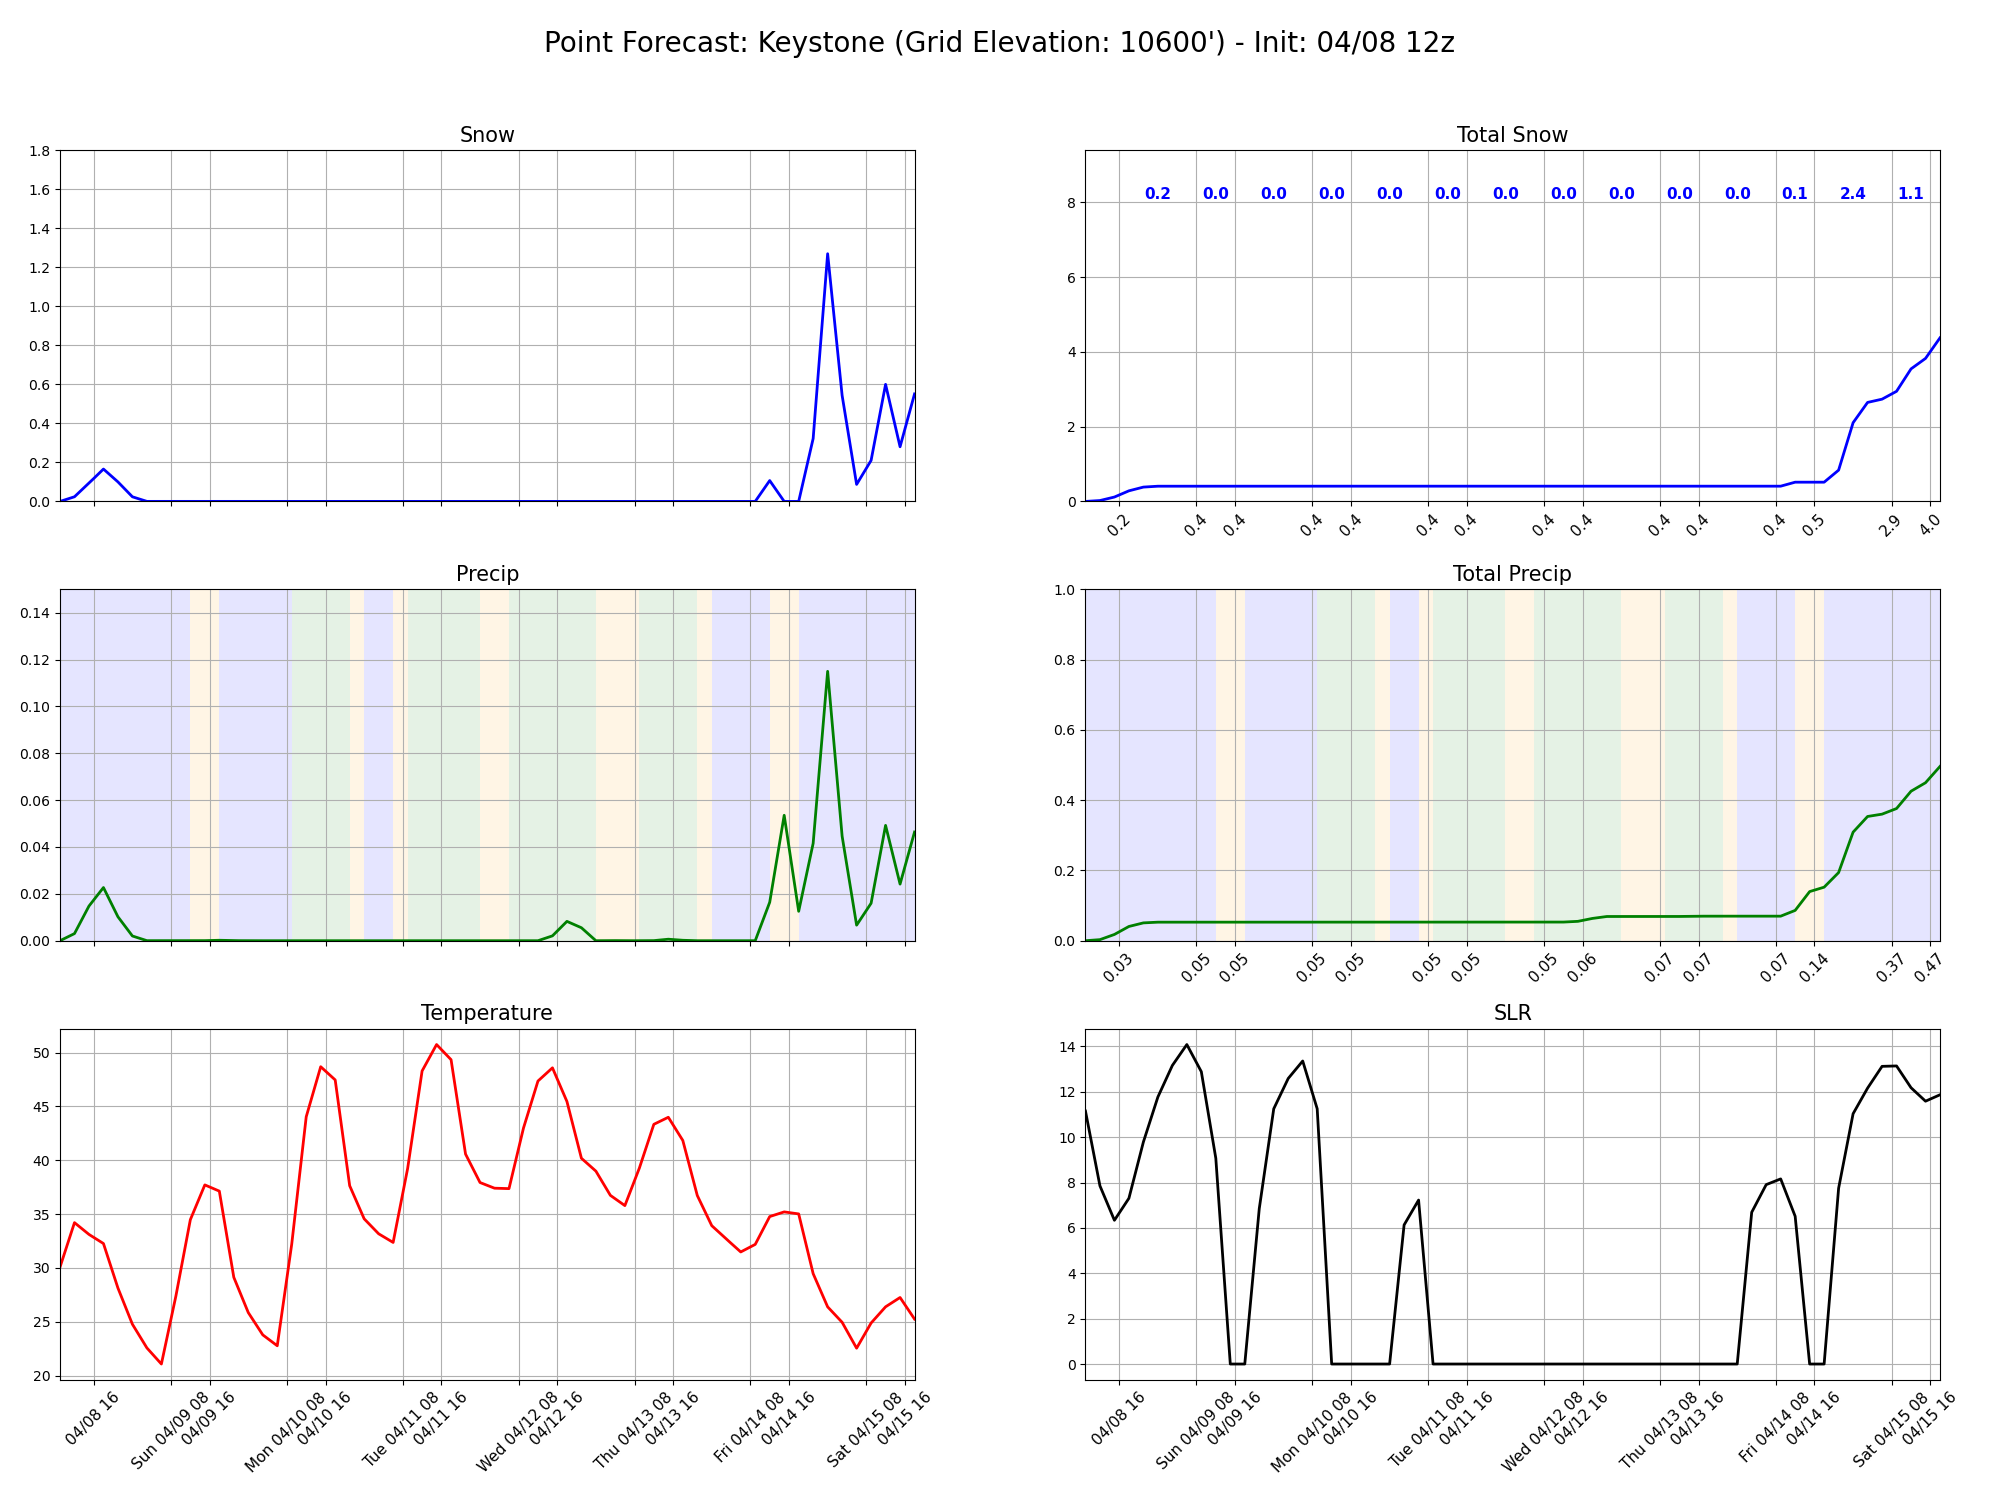 Point Forecast: Keystone (Grid Elevation: 10600') - Init: 04/08 12z
Snow
1.8
1.6
1.4
1.2
1.0
0.8
0.6
0.4
0.2
0.0
Total Snow
0.2 0.0 0.0 0.0 0.0 0.0 0.0 0.0 0.0 0.0 0.0 0.1 2.4 1.1
8
6
4
2
0
0.2 0.4 0.4 0.4 0.4 0.4 0.4 0.4 0.4 0.4 0.4 0.4 0.5 2.9 4.0
Precip
0.14
0.12
0.10
0.08
0.06
0.04
0.02
0.00
Total Precip
1.0
0.8
0.6
0.4
0.2
0.0
0.03 0.05 0.05 0.05 0.05 0.05 0.05 0.05 0.06 0.07 0.07 0.07 0.14 0.37 0.47
Temperature
50
45
40
35
30
25
20
04/08 16
Sun 04/09 08
04/09 16
Mon 04/10 08
04/10 16
Tue 04/11 08
04/11 16
Wed 04/12 08
04/12 16
Thu 04/13 08
04/13 16
Fri 04/14 08
04/14 16
Sat 04/15 08
04/15 16
SLR
14
12
10
8
6
4
2
0
04/08 16
Sun 04/09 08
04/09 16
Mon 04/10 08
04/10 16
Tue 04/11 08
04/11 16
Wed 04/12 08
04/12 16
Thu 04/13 08
04/13 16
Fri 04/14 08
04/14 16
Sat 04/15 08
04/15 16